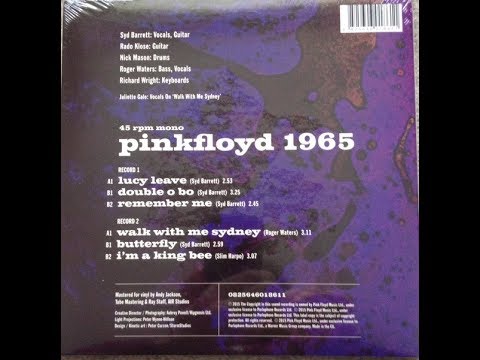 Syd Barrett: Vocals, Guitar
Rado Klose: Guitar
Nick Mason: Drums
Roger Waters: Bass, Vocals
Richard Wright: Keyboards
Juliette Gale: Vocals On 'Walk With Me Sydney'
45 rpm mono
pinkfloyd 1965
RECORD 1
A1 lucy leave (Syd Barrett) 2.53
B1 double o bo (Syd Barrett) 3.25
B2 remember me (Syd Barrett) 2.45
RECORD 2
A1 walk with me sydney (Roger Waters) 3.11
B1 butterfly (Syd Barrett) 2.59
B2 i'm a king bee (Slim Harpo) 3.07
Mastered for vinyl by Andy Jackson,
Tube Mastering & Ray Staff, AIR Studios
Creative Director / Photography: Aubrey Powell/Hipgnosis Ltd.
Light Projections: Peter Wynne-Willson
Design / Kinetic art: Peter Curzon/StormStudios
0825646012611